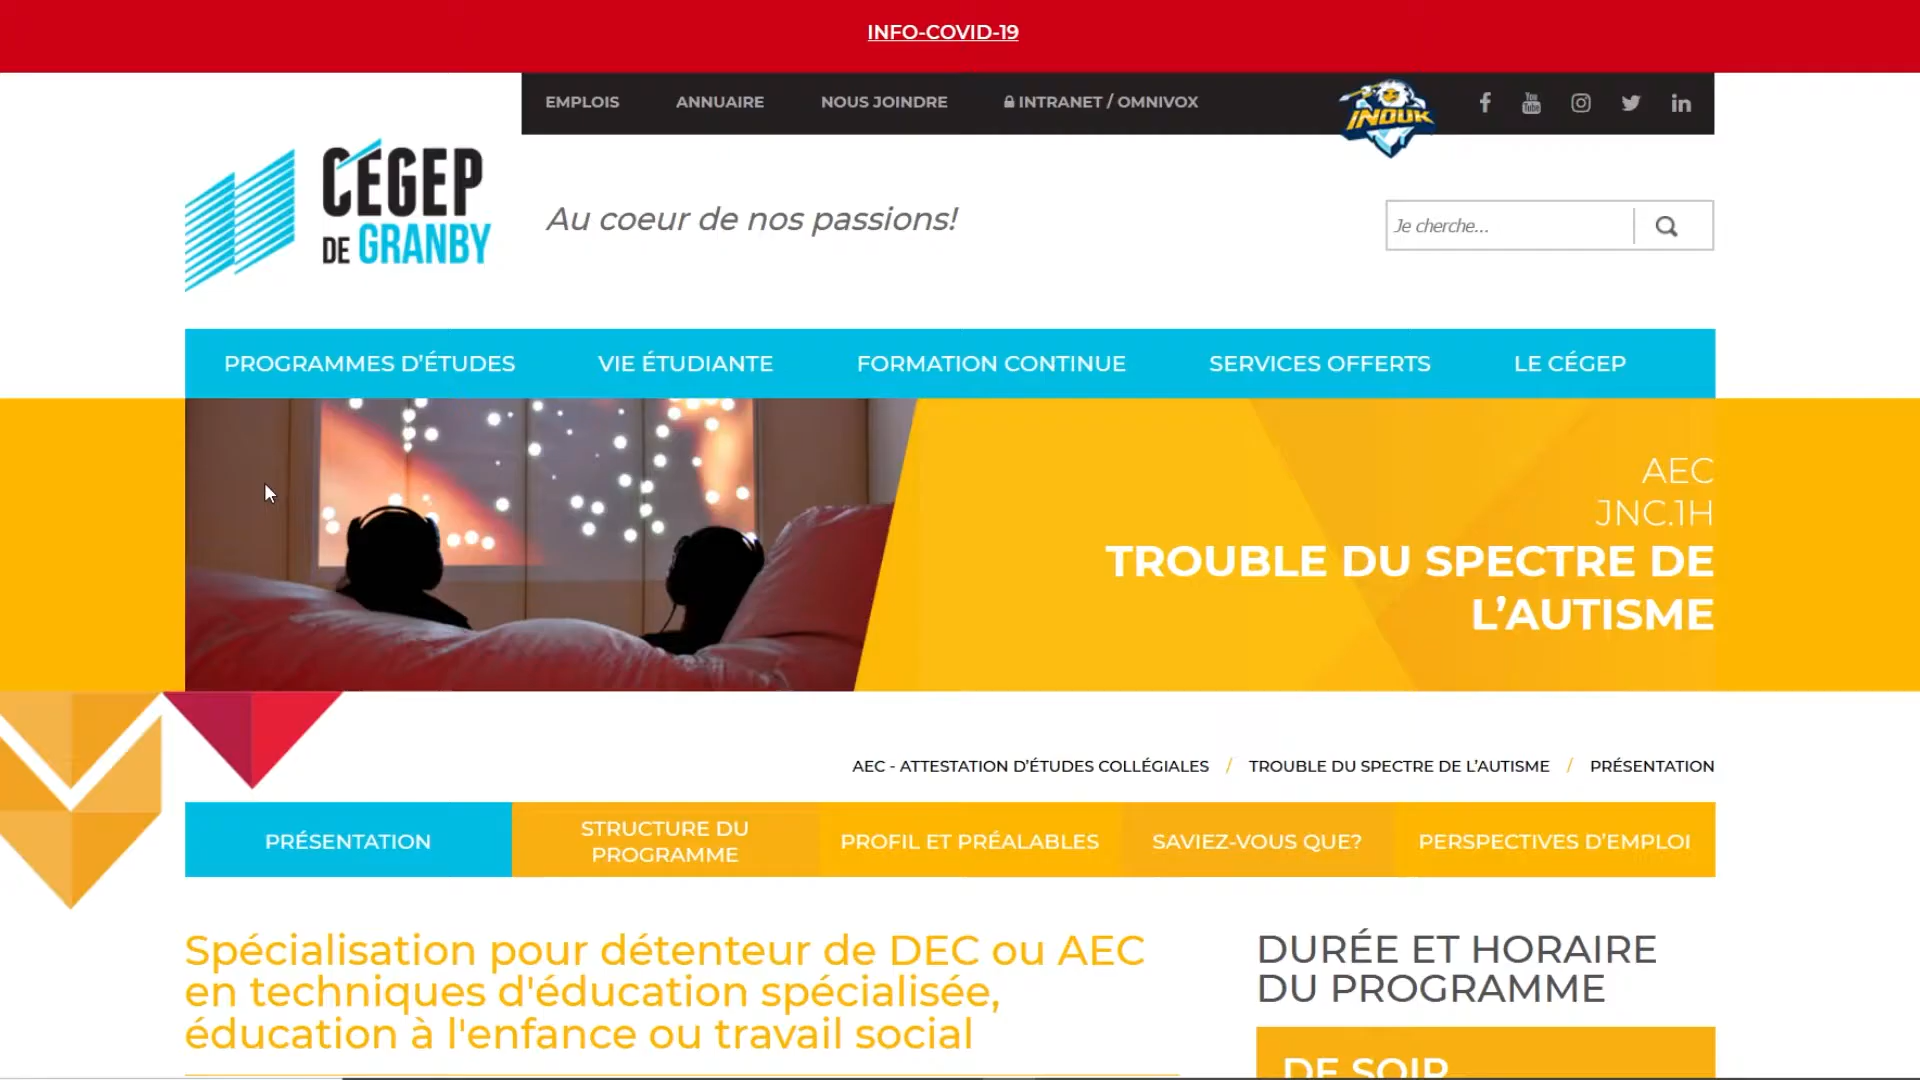 INFO-COVID-19
EMPLOIS ANNUAIRE NOUS JOINDRE INTRANET / OMNIVOX
INOUK
You
Tube
CÉGEP
DE GRANBY
Au coeur de nos passions!
Je cherche...
PROGRAMMES D’ÉTUDES VIE ÉTUDIANTE FORMATION CONTINUE SERVICES OFFERTS LE CÉGEP
AEC
JNC.1H
TROUBLE DU SPECTRE DE
L’AUTISME
AEC - ATTESTATION D’ÉTUDES COLLÉGIALES / TROUBLE DU SPECTRE DE L’AUTISME / PRÉSENTATION
PRÉSENTATION
STRUCTURE DU
PROGRAMME
PROFIL ET PRÉALABLES
SAVIEZ-VOUS QUE?
PERSPECTIVES D’EMPLOI
Spécialisation pour détenteur de DEC ou AEC
en techniques d'éducation spécialisée,
éducation à l'enfance ou travail social
DURÉE ET HORAIRE
DU PROGRAMME
DE SOIR